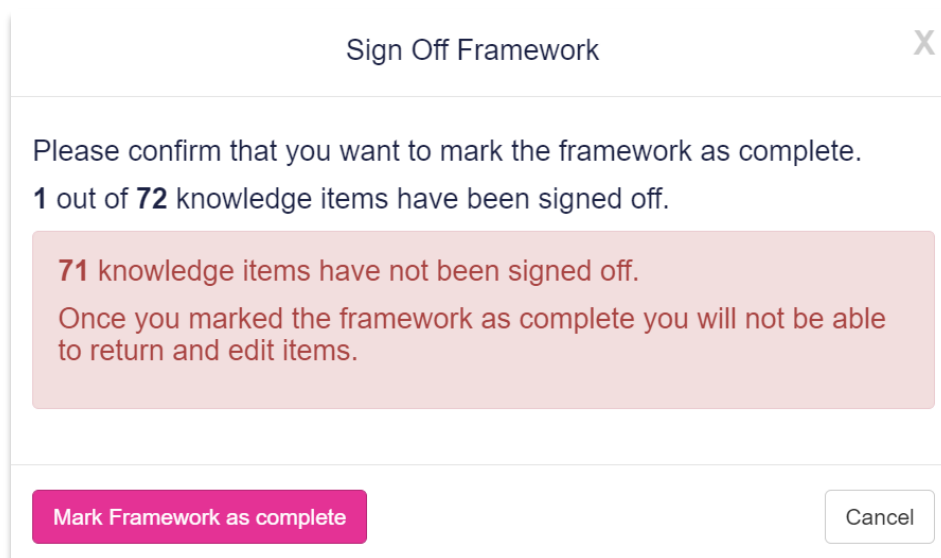 Sign Off Framework
X
Please confirm that you want to mark the framework as complete.
1 out of 72 knowledge items have been signed off.
71 knowledge items have not been signed off.
Once you marked the framework as complete you will not be able
to return and edit items.
Mark Framework as complete
Cancel